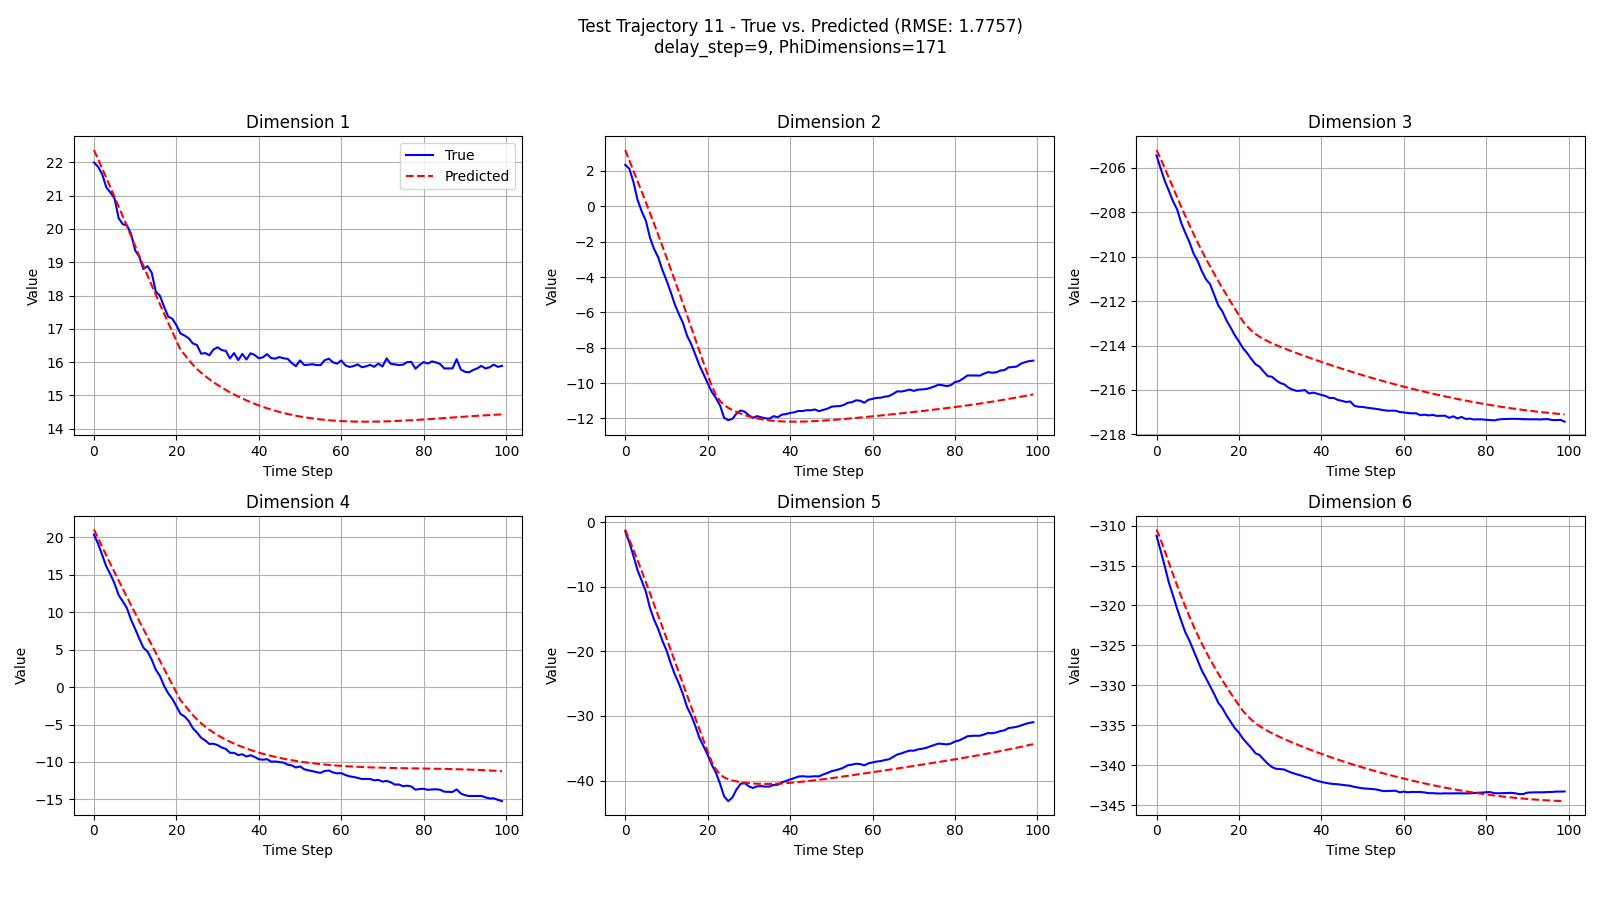 Test Trajectory 11 - True vs. Predicted (RMSE: 1.7757)
delay_step=9, PhiDimensions=171
Dimension 1
Value
22
21
20
19
18
17
16
15
14
0 20 40 60 80 100
Time Step
True
Predicted
Dimension 2
Value
2
0
−2
−4
−6
−8
−10
−12
0 20 40 60 80 100
Time Step
Dimension 3
Value
−206
−208
−210
−212
−214
−216
−218
0 20 40 60 80 100
Time Step
Dimension 4
Value
20
15
10
5
0
−5
−10
−15
0 20 40 60 80 100
Time Step
Dimension 5
Value
0
−10
−20
−30
−40
0 20 40 60 80 100
Time Step
Dimension 6
Value
−310
−315
−320
−325
−330
−335
−340
−345
0 20 40 60 80 100
Time Step